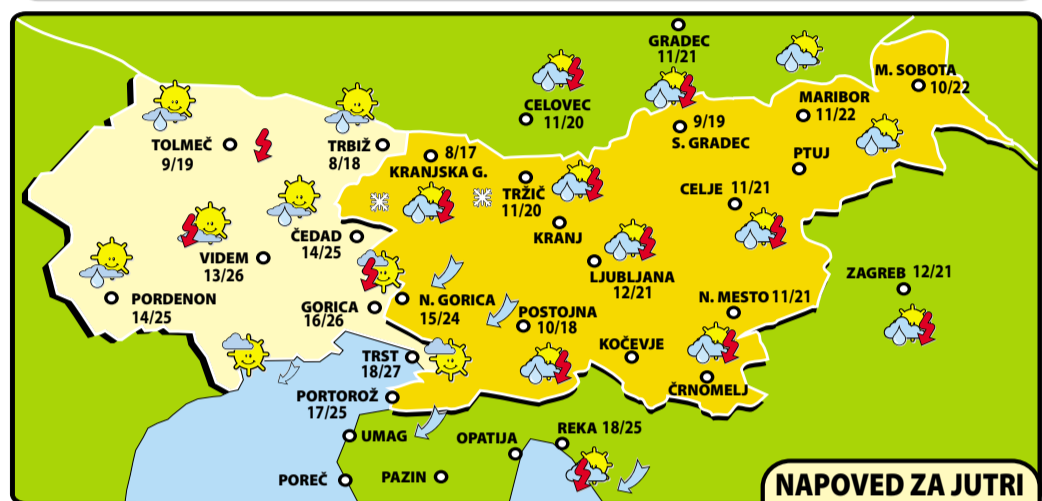 GRADEC
11/21
M. SOBOTA
10/22
CELOVEC
11/20
MARIBOR
11/22
9/19
S. GRADEC
TOLMEČ
9/19
TRBIŽ
8/18
8/17
KRANJSKA G.
PTUJ
TRŽIČ
11/20
CELJE 11/21
KRANJ
ČEDAD
14/25
VIDEM
13/26
LJUBLJANA
12/21
ZAGREB 12/21
PORDENON
14/25
GORICA
16/26
N. GORICA
15/24
N. MESTO 11/21
POSTOJNA
10/18
KOČEVJE
TRST
18/27
ČRNOMELJ
PORTOROŽ
17/25
UMAG
OPATIJA
REKA 18/25
POREČ
PAZIN
NAPOVED ZA JUTRI